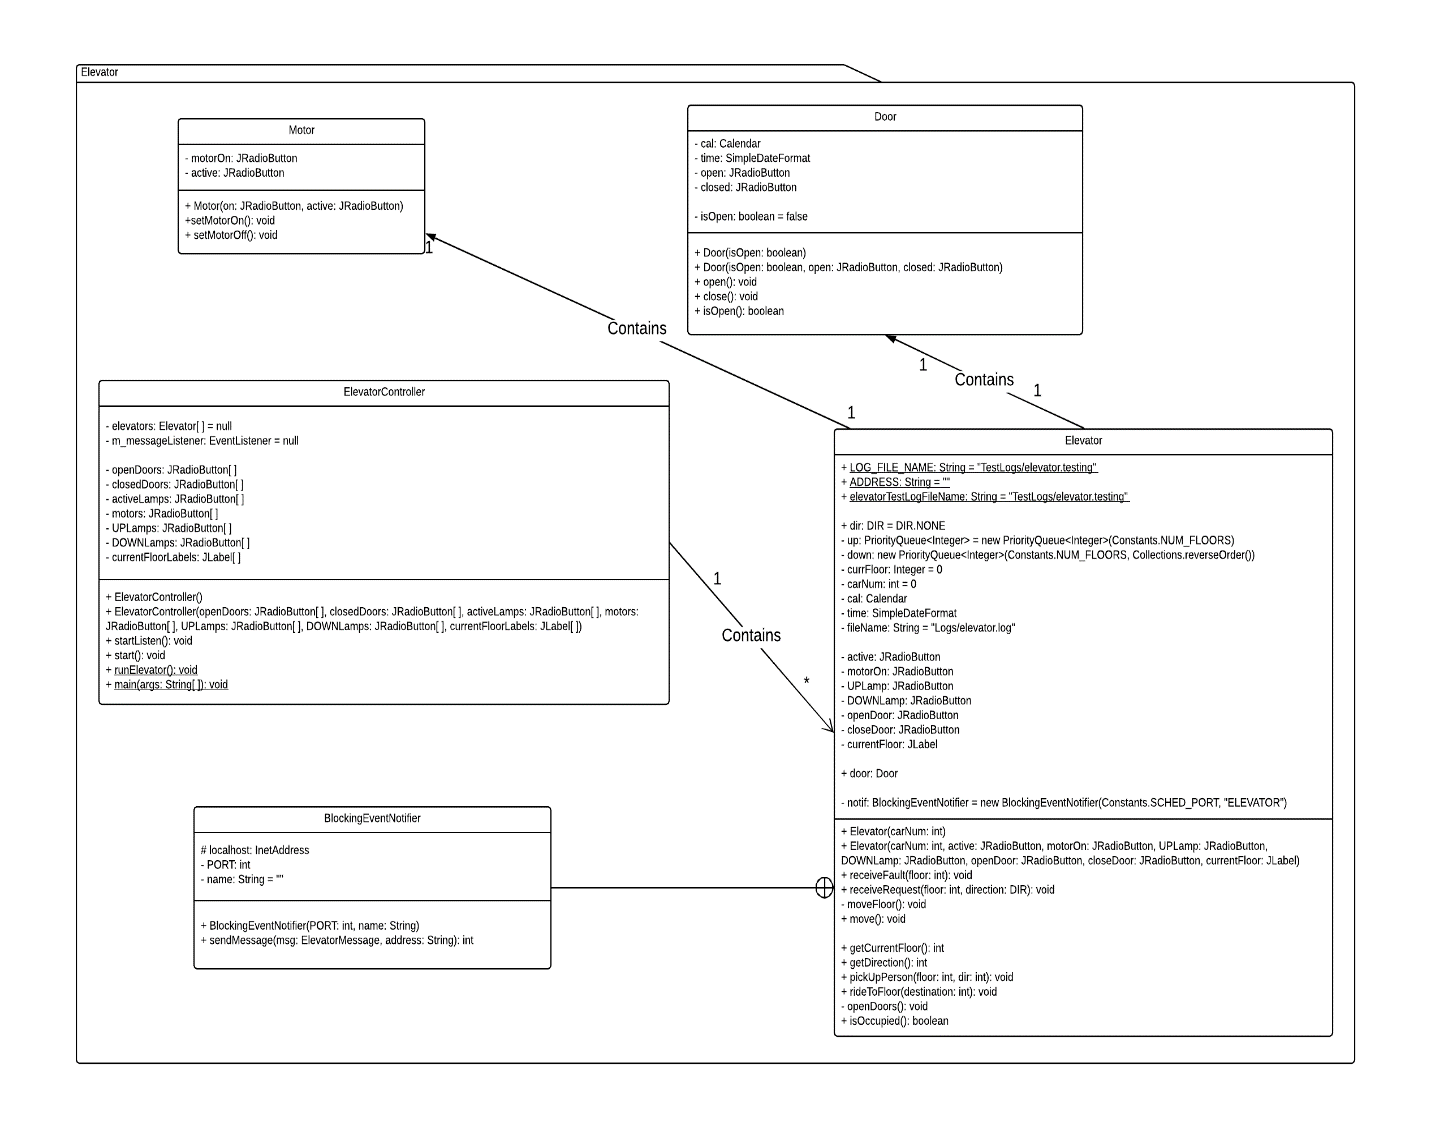 Elevator
Motor
- motorOn: JRadioButton
- active: JRadioButton
+ Motor(on: JRadioButton, active: JRadioButton)
+setMotorOn(): void
+ setMotorOff(): void
1
Door
- cal: Calendar
- time: SimpleDateFormat
- open: JRadioButton
- closed: JRadioButton
- isOpen: boolean = false
+ Door(isOpen: boolean)
+ Door(isOpen: boolean, open: JRadioButton, closed: JRadioButton)
+ open(): void
+ close(): void
+ isOpen(): boolean
Contains
1
1
Contains
1
ElevatorController
- elevators: Elevator[ ] = null
- m_messageListener: EventListener = null
- openDoors: JRadioButton[ ]
- closedDoors: JRadioButton[ ]
- activeLamps: JRadioButton[ ]
- motors: JRadioButton[ ]
- UPLamps: JRadioButton[ ]
- DOWNLamps: JRadioButton[ ]
- currentFloorLabels: JLabel[ ]
+ ElevatorController()
+ ElevatorController(openDoors: JRadioButton[ ], closedDoors: JRadioButton[ ], activeLamps: JRadioButton[ ], motors:
JRadioButton[ ], UPLamps: JRadioButton[ ], DOWNLamps: JRadioButton[ ], currentFloorLabels: JLabel[ ])
+ startListen(): void
+ start(): void
+ runElevator(): void
+ main(args: String[ ]): void
1
Contains
*
Elevator
+ LOG_FILE_NAME: String = "TestLogs/elevator.testing"
+ ADDRESS: String = ""
+ elevatorTestLogFileName: String = "TestLogs/elevator.testing"
+ dir: DIR = DIR.NONE
- up: PriorityQueue<Integer> = new PriorityQueue<Integer>(Constants.NUM_FLOORS)
- down: new PriorityQueue<Integer>(Constants.NUM_FLOORS, Collections.reverseOrder())
- currFloor: Integer = 0
- carNum: int = 0
- cal: Calendar
- time: SimpleDateFormat
- fileName: String = "Logs/elevator.log"
- active: JRadioButton
- motorOn: JRadioButton
- UPLamp: JRadioButton
- DOWNLamp: JRadioButton
- openDoor: JRadioButton
- closeDoor: JRadioButton
- currentFloor: JLabel
+ door: Door
- notif: BlockingEventNotifier = new BlockingEventNotifier(Constants.SCHED_PORT, "ELEVATOR")
+ Elevator(carNum: int)
+ Elevator(carNum: int, active: JRadioButton, motorOn: JRadioButton, UPLamp: JRadioButton,
DOWNLamp: JRadioButton, openDoor: JRadioButton, closeDoor: JRadioButton, currentFloor: JLabel)
+ receiveFault(floor: int): void
+ receiveRequest(floor: int, direction: DIR): void
- moveFloor(): void
+ move(): void
+ getCurrentFloor(): int
+ getDirection(): int
+ pickUpPerson(floor: int, dir: int): void
+ rideToFloor(destination: int): void
- openDoors(): void
+ isOccupied(): boolean
BlockingEventNotifier
# localhost: InetAddress
- PORT: int
- name: String = ""
+ BlockingEventNotifier(PORT: int, name: String)
+ sendMessage(msg: ElevatorMessage, address: String): int